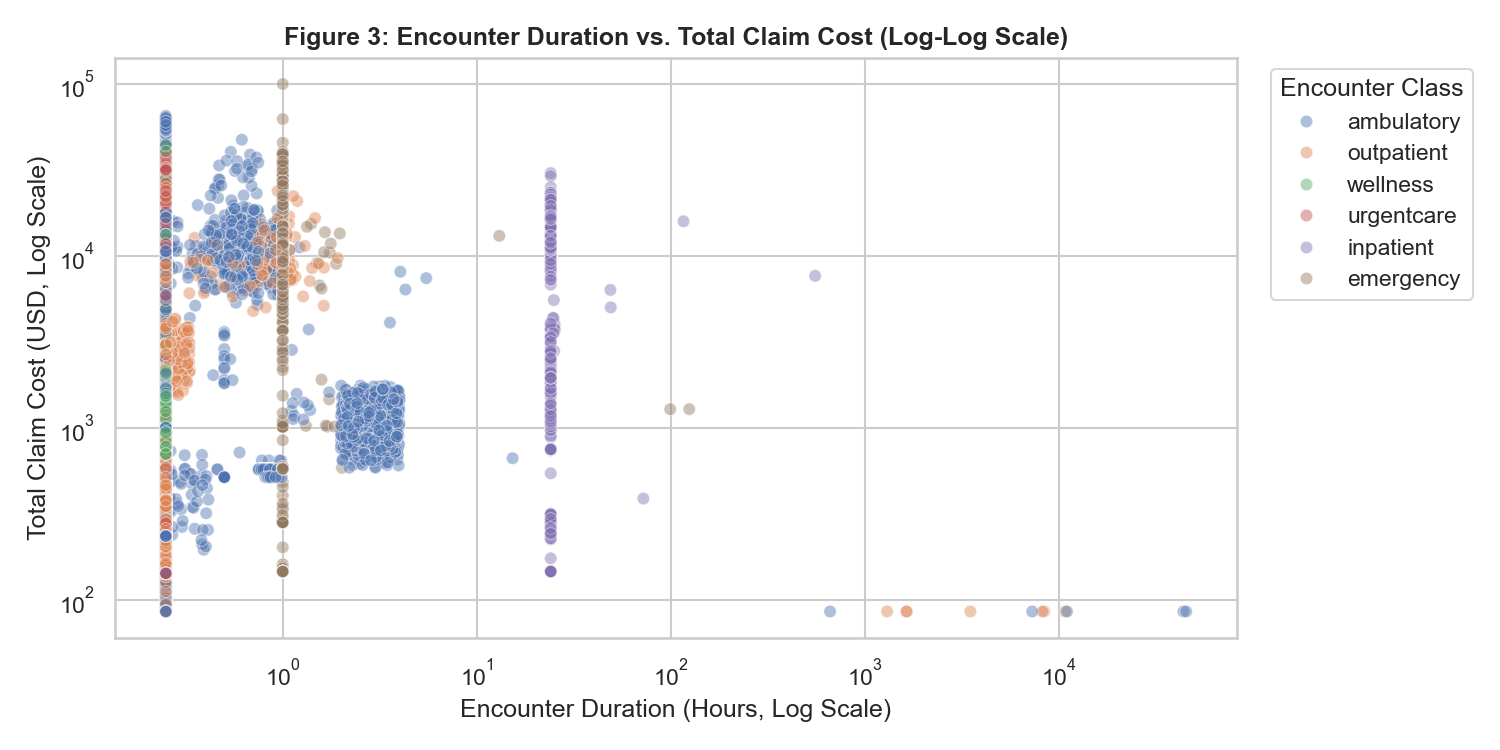 Figure 3: Encounter Duration vs. Total Claim Cost (Log-Log Scale)
Total Claim Cost (USD, Log Scale)
10^5
10^4
10^3
10^2
10^0
10^1
10^2
10^3
10^4
Encounter Duration (Hours, Log Scale)
Encounter Class
ambulatory
outpatient
wellness
urgentcare
inpatient
emergency